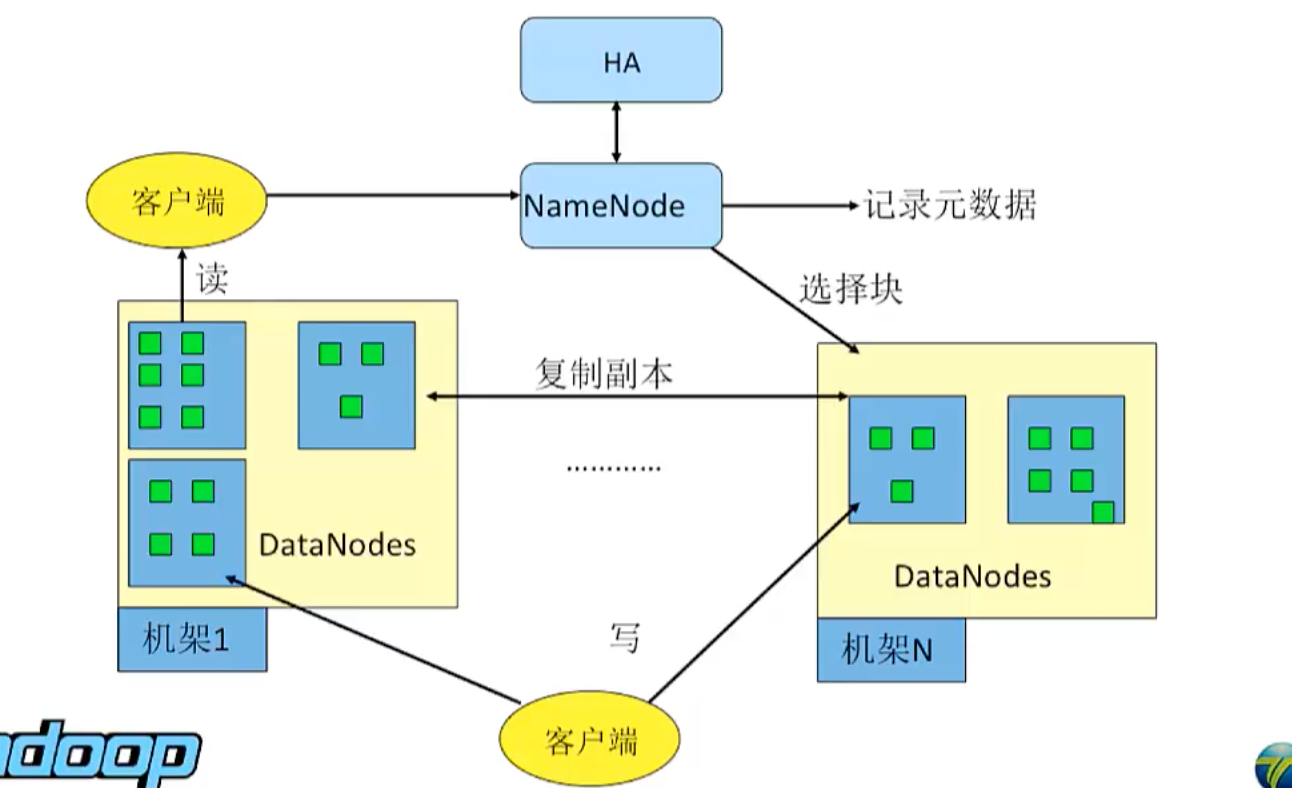 HA
客户端
NameNode
记录元数据
读
选择块
复制副本
…………
DataNodes
DataNodes
机架1
写
机架N
客户端
adoop